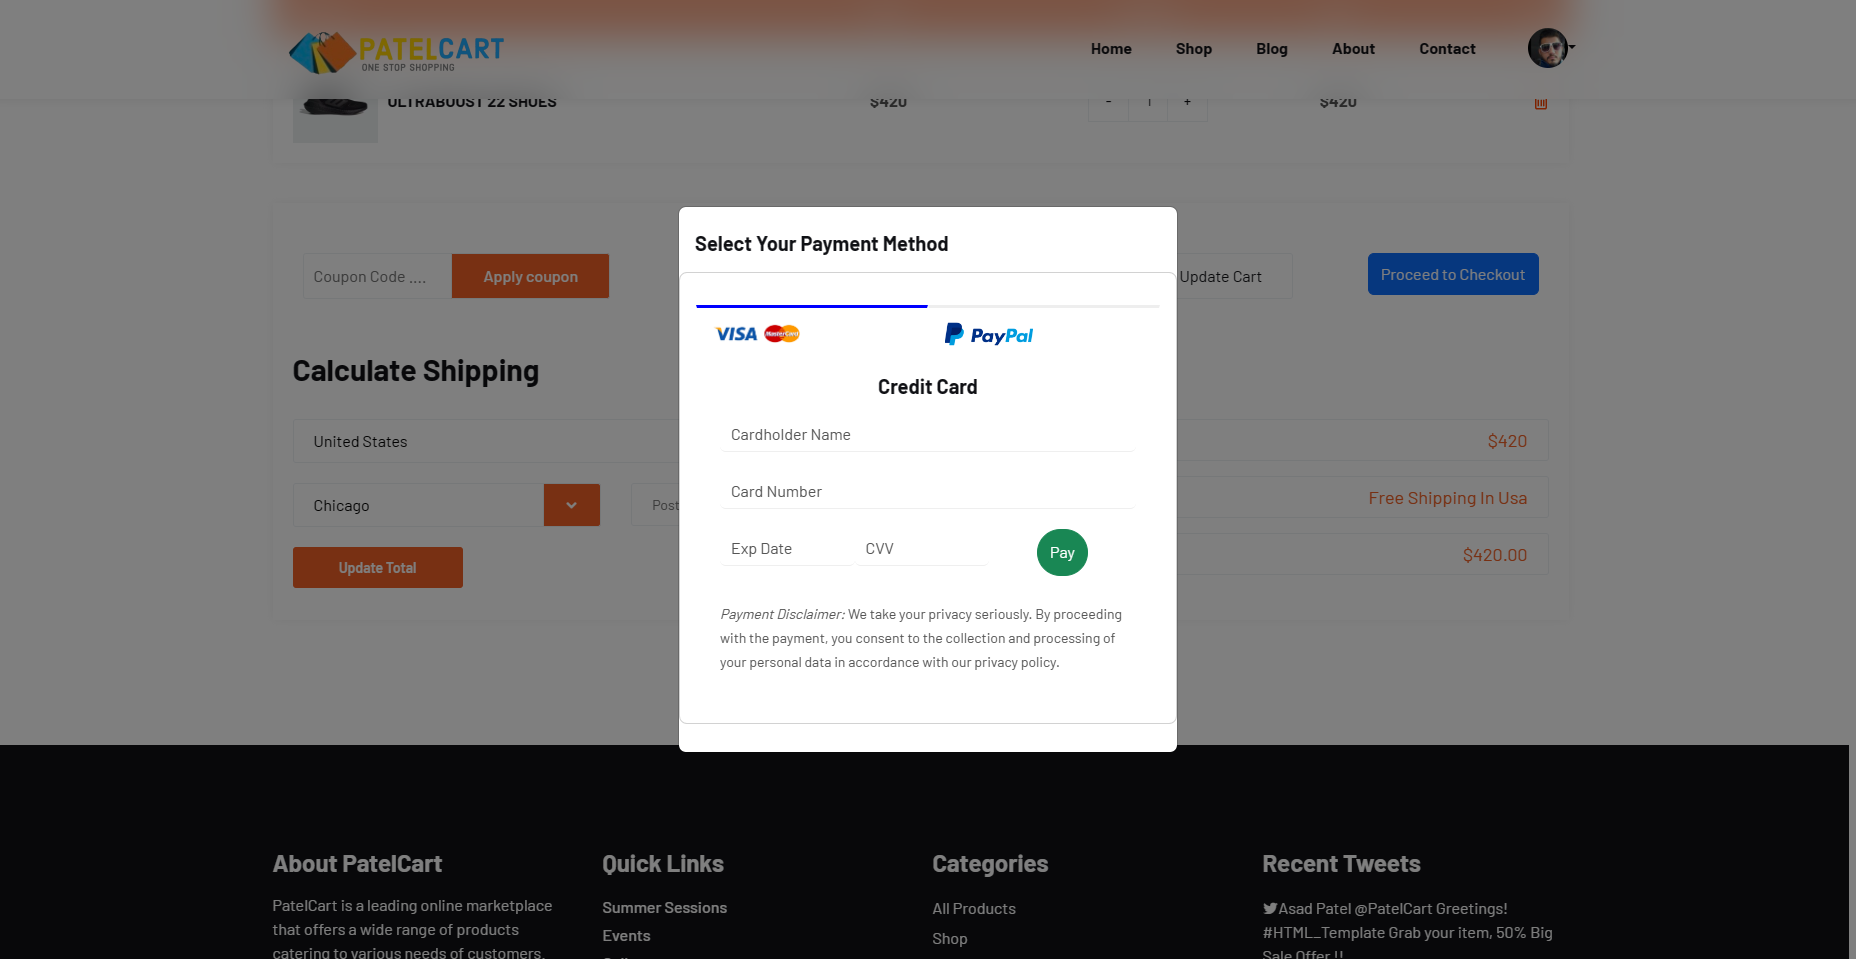 PATELCART
ONE STOP SHOPPING
Home Shop Blog About Contact
ULTRABOOST 22 SHOES $420 - 1 + $420
Select Your Payment Method
Coupon Code .... Apply coupon Update Cart Proceed to Checkout
VISA MasterCard PayPal
Calculate Shipping
Credit Card
Cardholder Name
United States $420
Card Number
Chicago Post Free Shipping In Usa
Exp Date CVV Pay $420.00
Update Total
Payment Disclaimer: We take your privacy seriously. By proceeding
with the payment, you consent to the collection and processing of
your personal data in accordance with our privacy policy.
About PatelCart
PatelCart is a leading online marketplace
that offers a wide range of products
catering to various needs of customers.
Quick Links
Summer Sessions
Events
Categories
All Products
Shop
Recent Tweets
Asad Patel @PatelCart Greetings!
#HTML_Template Grab your item, 50% Big
Sale Offer !!